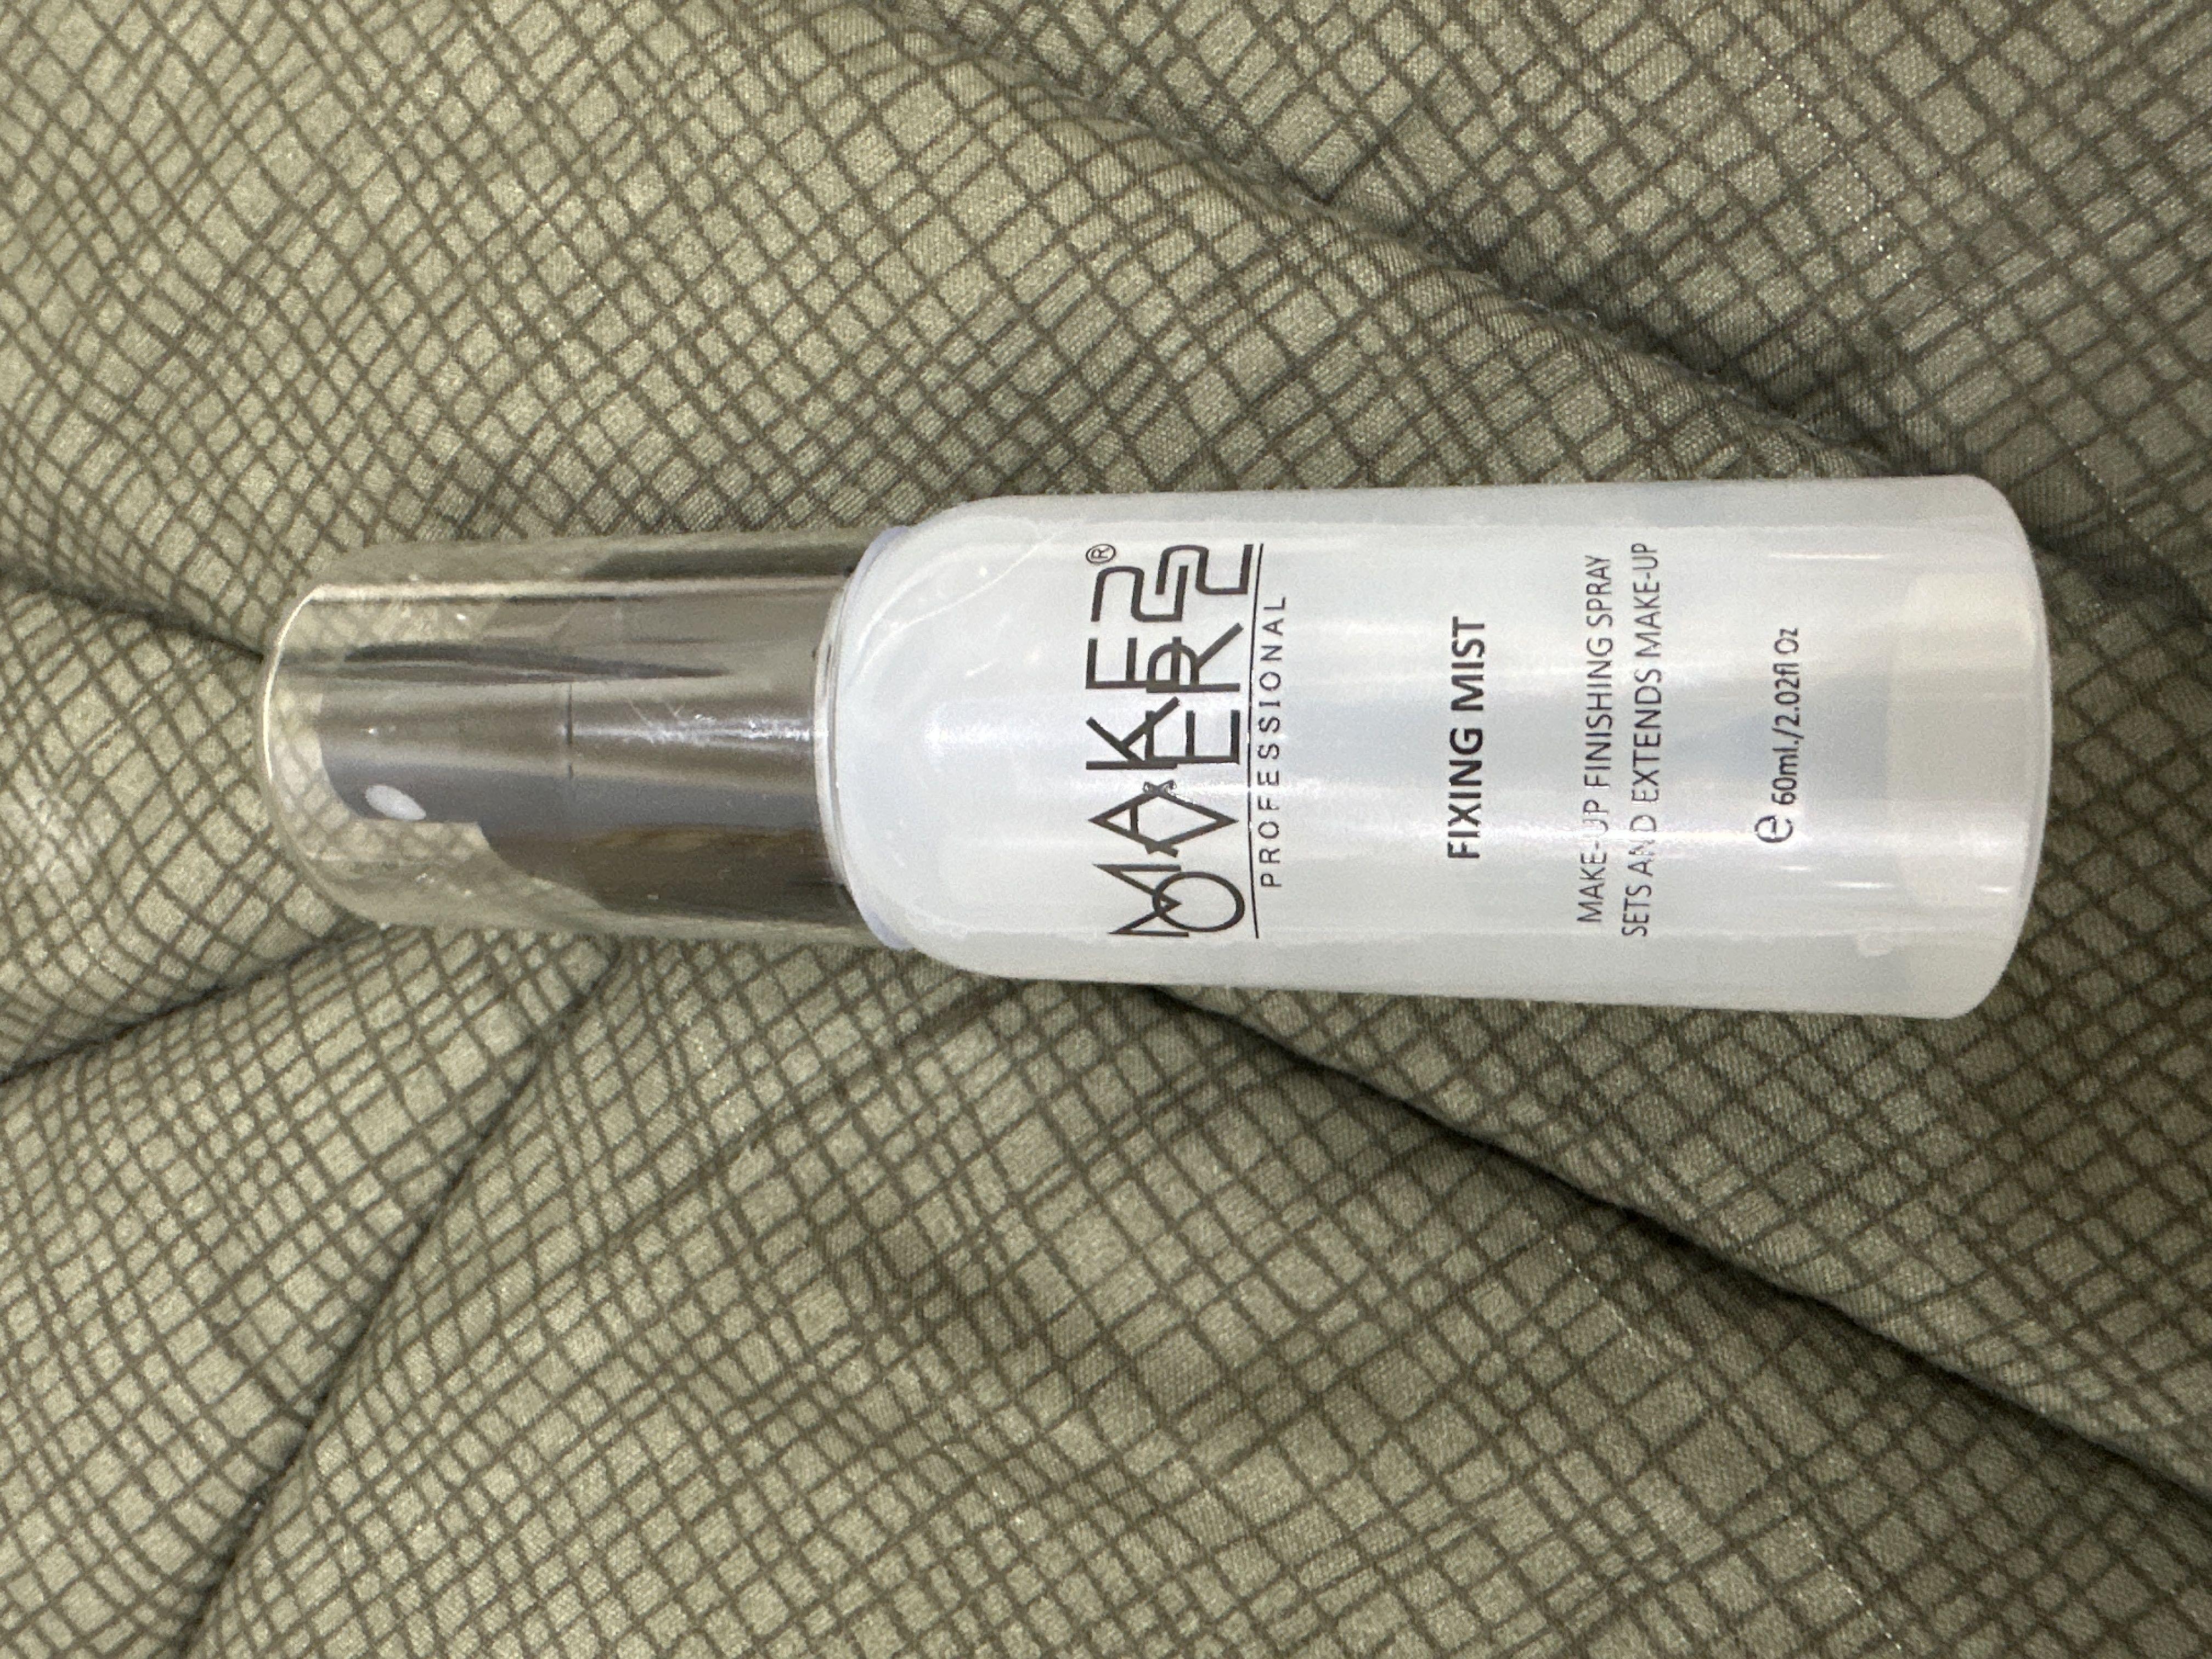 MAKE
OVER22®
PROFESSIONAL
FIXING MIST
MAKE-UP FINISHING SPRAY
SETS AND EXTENDS MAKE-UP
℮ 60ml./2.02fl Oz